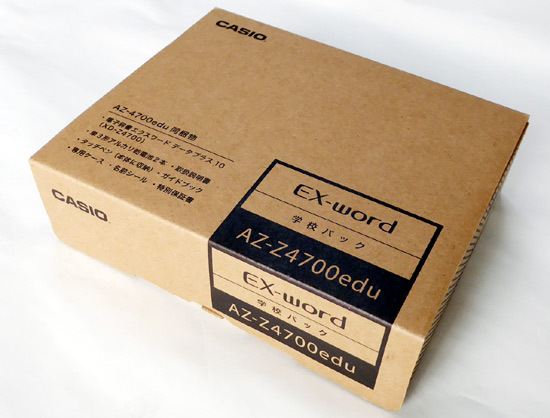 CASIO
AZ-4700edu 同梱物
・電子辞書エクスワード データプラス10
(XD-Z4700)
・単3形アルカリ乾電池2本 ・取扱説明書
・タッチペン(本体に収納) ・ガイドブック
・専用ケース ・名前シール ・特別保証書
EX-word
学校パック
AZ-Z4700edu
CASIO
EX-word
学校パック
AZ-Z4700edu